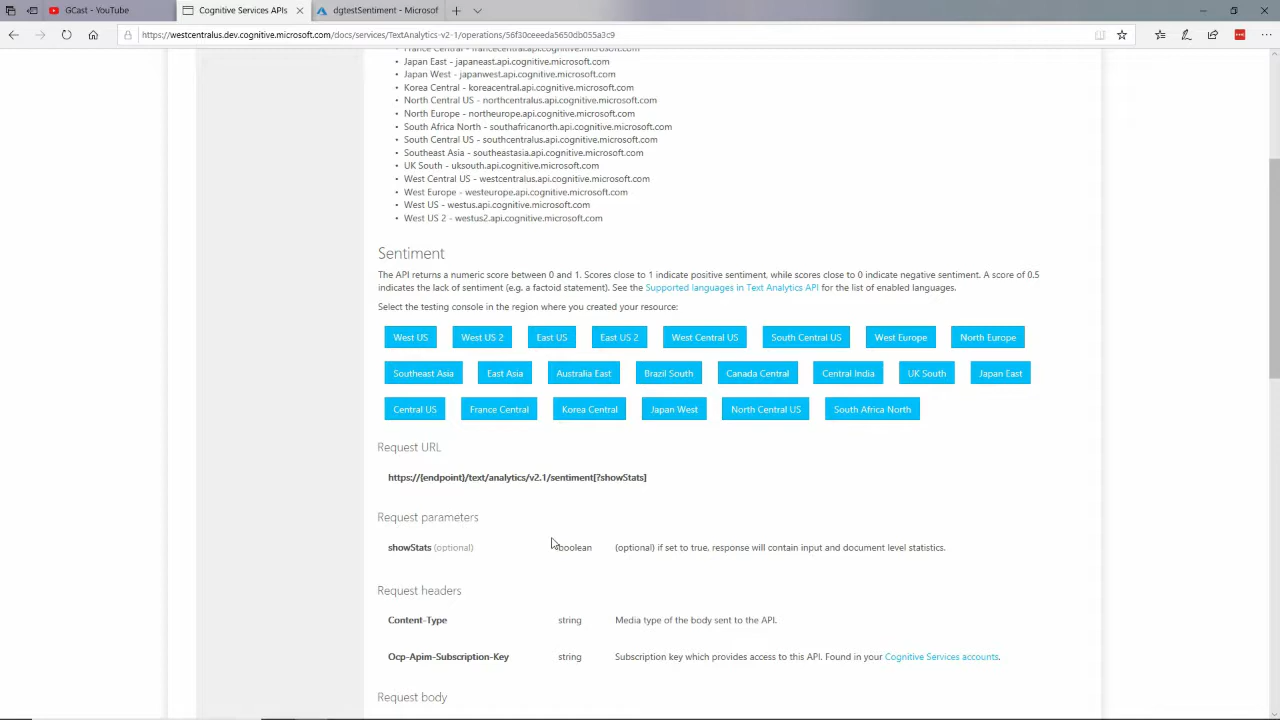 GCast - YouTube
Cognitive Services APIs
dgtestSentiment - Microsof
https://westcentralus.dev.cognitive.microsoft.com/docs/services/TextAnalytics-v2-1/operations/56f30ceeeda5650db055a3c9
France Central - francecentral.api.cognitive.microsoft.com
Japan East - japaneast.api.cognitive.microsoft.com
Japan West - japanwest.api.cognitive.microsoft.com
Korea Central - koreacentral.api.cognitive.microsoft.com
North Central US - northcentralus.api.cognitive.microsoft.com
North Europe - northeurope.api.cognitive.microsoft.com
South Africa North - southafricanorth.api.cognitive.microsoft.com
South Central US - southcentralus.api.cognitive.microsoft.com
Southeast Asia - southeastasia.api.cognitive.microsoft.com
UK South - uksouth.api.cognitive.microsoft.com
West Central US - westcentralus.api.cognitive.microsoft.com
West Europe - westeurope.api.cognitive.microsoft.com
West US - westus.api.cognitive.microsoft.com
West US 2 - westus2.api.cognitive.microsoft.com
Sentiment
The API returns a numeric score between 0 and 1. Scores close to 1 indicate positive sentiment, while scores close to 0 indicate negative sentiment. A score of 0.5
indicates the lack of sentiment (e.g. a factoid statement). See the Supported languages in Text Analytics API for the list of enabled languages.
Select the testing console in the region where you created your resource:
West US West US 2 East US East US 2 West Central US South Central US West Europe North Europe
Southeast Asia East Asia Australia East Brazil South Canada Central Central India UK South Japan East
Central US France Central Korea Central Japan West North Central US South Africa North
Request URL
https://{endpoint}/text/analytics/v2.1/sentiment[?showStats]
Request parameters
showStats (optional) boolean (optional) if set to true, response will contain input and document level statistics.
Request headers
Content-Type string Media type of the body sent to the API.
Ocp-Apim-Subscription-Key string Subscription key which provides access to this API. Found in your Cognitive Services accounts.
Request body